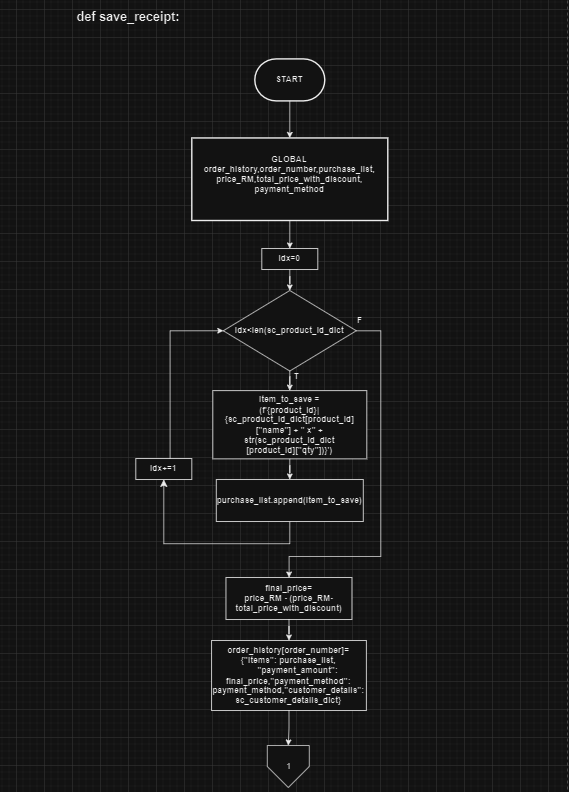 def save_receipt:
START
GLOBAL
order_history,order_number,purchase_list,
price_RM,total_price_with_discount,
payment_method
idx=0
idx<len(sc_product_id_dict
F
T
item_to_save =
(f'{product_id}|
{sc_product_id_dict[product_id]
["name"] + " x" +
str(sc_product_id_dict
[product_id]["qty"])}')
idx+=1
purchase_list.append(item_to_save)
final_price=
price_RM - (price_RM-
total_price_with_discount)
order_history[order_number]=
{"items": purchase_list,
"payment_amount":
final_price,"payment_method":
payment_method,"customer_details":
sc_customer_details_dict}
1